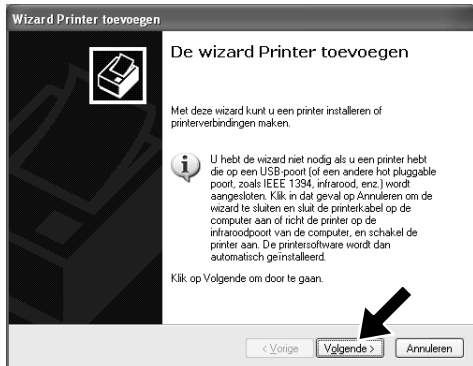 Wizard Printer toevoegen
De wizard Printer toevoegen
Met deze wizard kunt u een printer installeren of
printerverbindingen maken.
U hebt de wizard niet nodig als u een printer hebt
die op een USB-poort (of een andere hot pluggable
poort, zoals IEEE 1394, infrarood, enz.) wordt
aangesloten. Klik in dat geval op Annuleren om de
wizard te sluiten en sluit de printerkabel op de
computer aan of richt de printer op de
infraroodpoort van de computer, en schakel de
printer aan. De printersoftware wordt dan
automatisch geïnstalleerd.
Klik op Volgende om door te gaan.
< Vorige Volgende > Annuleren